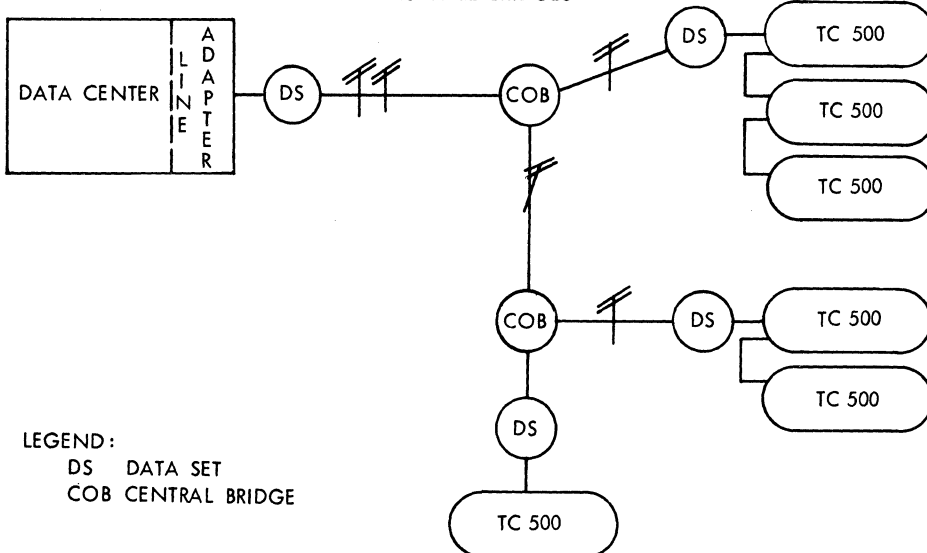 DATA CENTER
LINE
ADAPTER
DS
COB
DS
TC 500
TC 500
TC 500
COB
DS
TC 500
TC 500
DS
TC 500
LEGEND:
DS DATA SET
COB CENTRAL BRIDGE